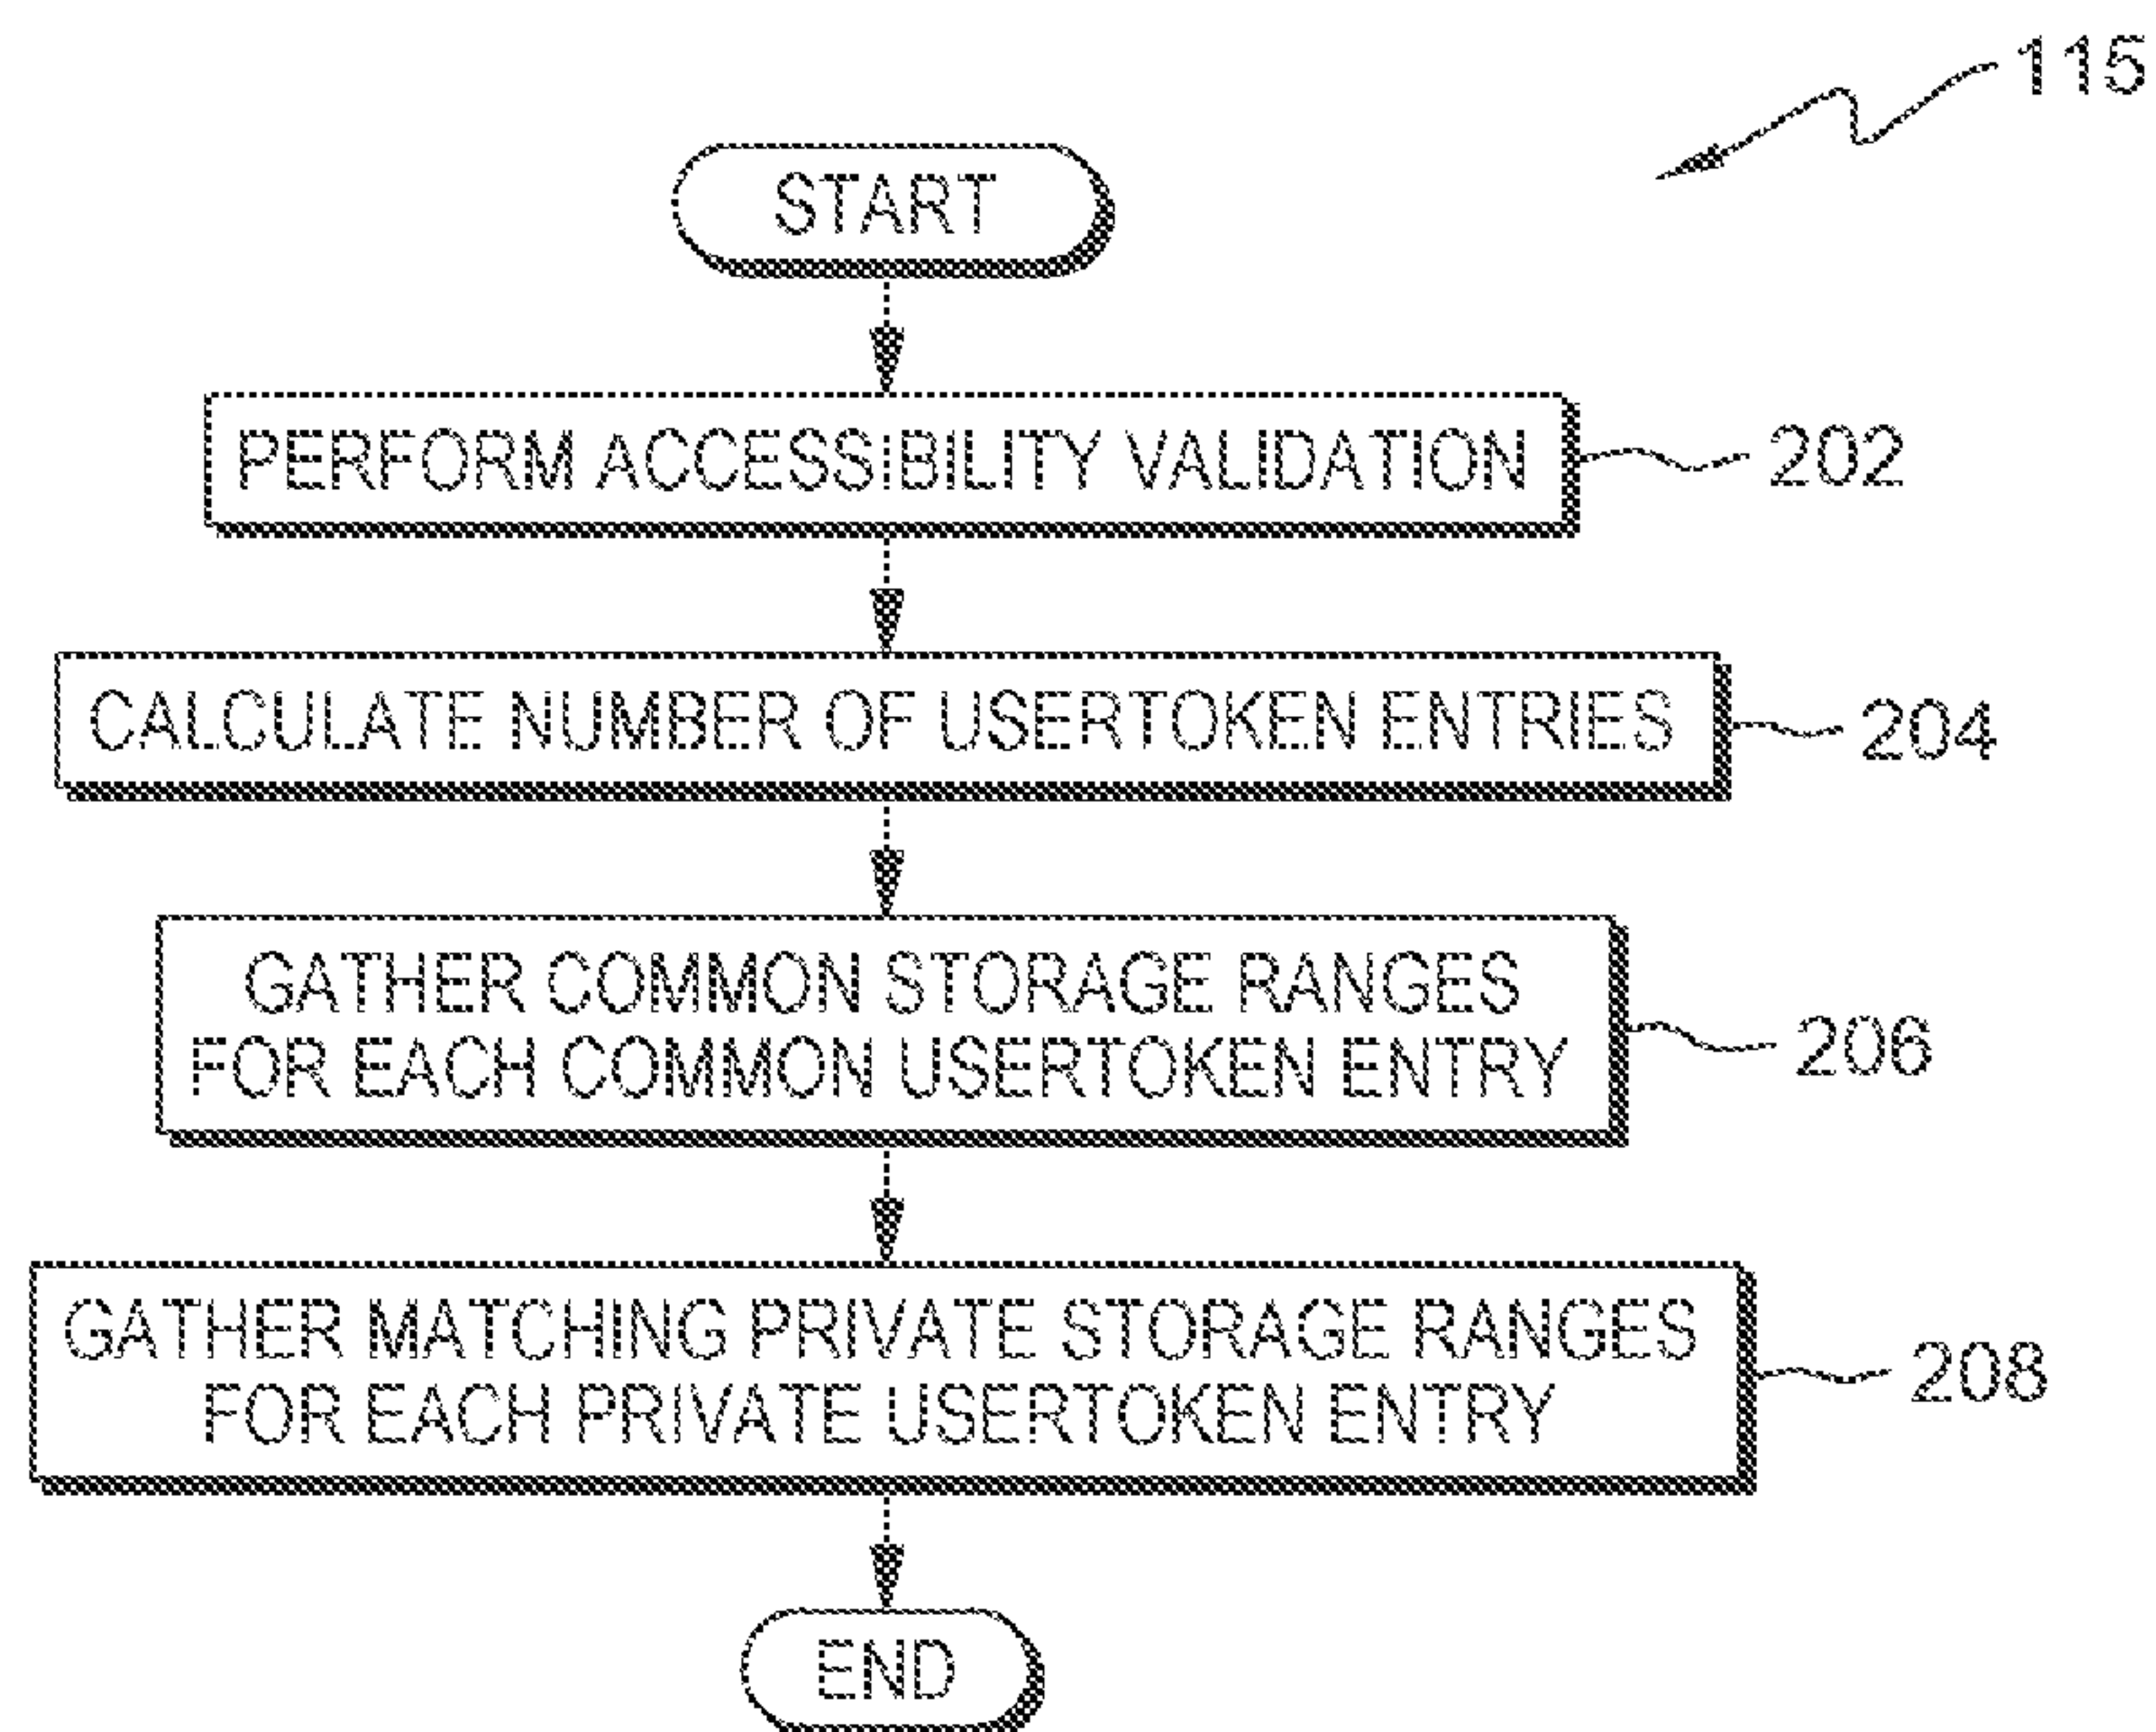 115
START
PERFORM ACCESSIBILITY VALIDATION
202
CALCULATE NUMBER OF USERTOKEN ENTRIES
204
GATHER COMMON STORAGE RANGES
FOR EACH COMMON USERTOKEN ENTRY
206
GATHER MATCHING PRIVATE STORAGE RANGES
FOR EACH PRIVATE USERTOKEN ENTRY
208
END